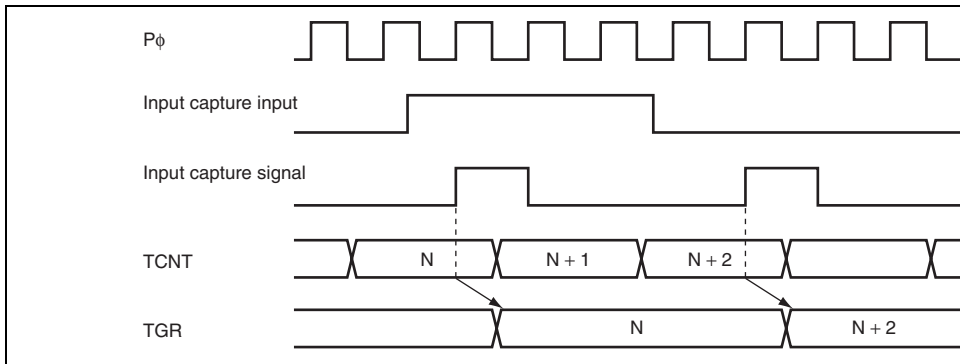 Pϕ
Input capture input
Input capture signal
TCNT
N
N + 1
N + 2
TGR
N
N + 2